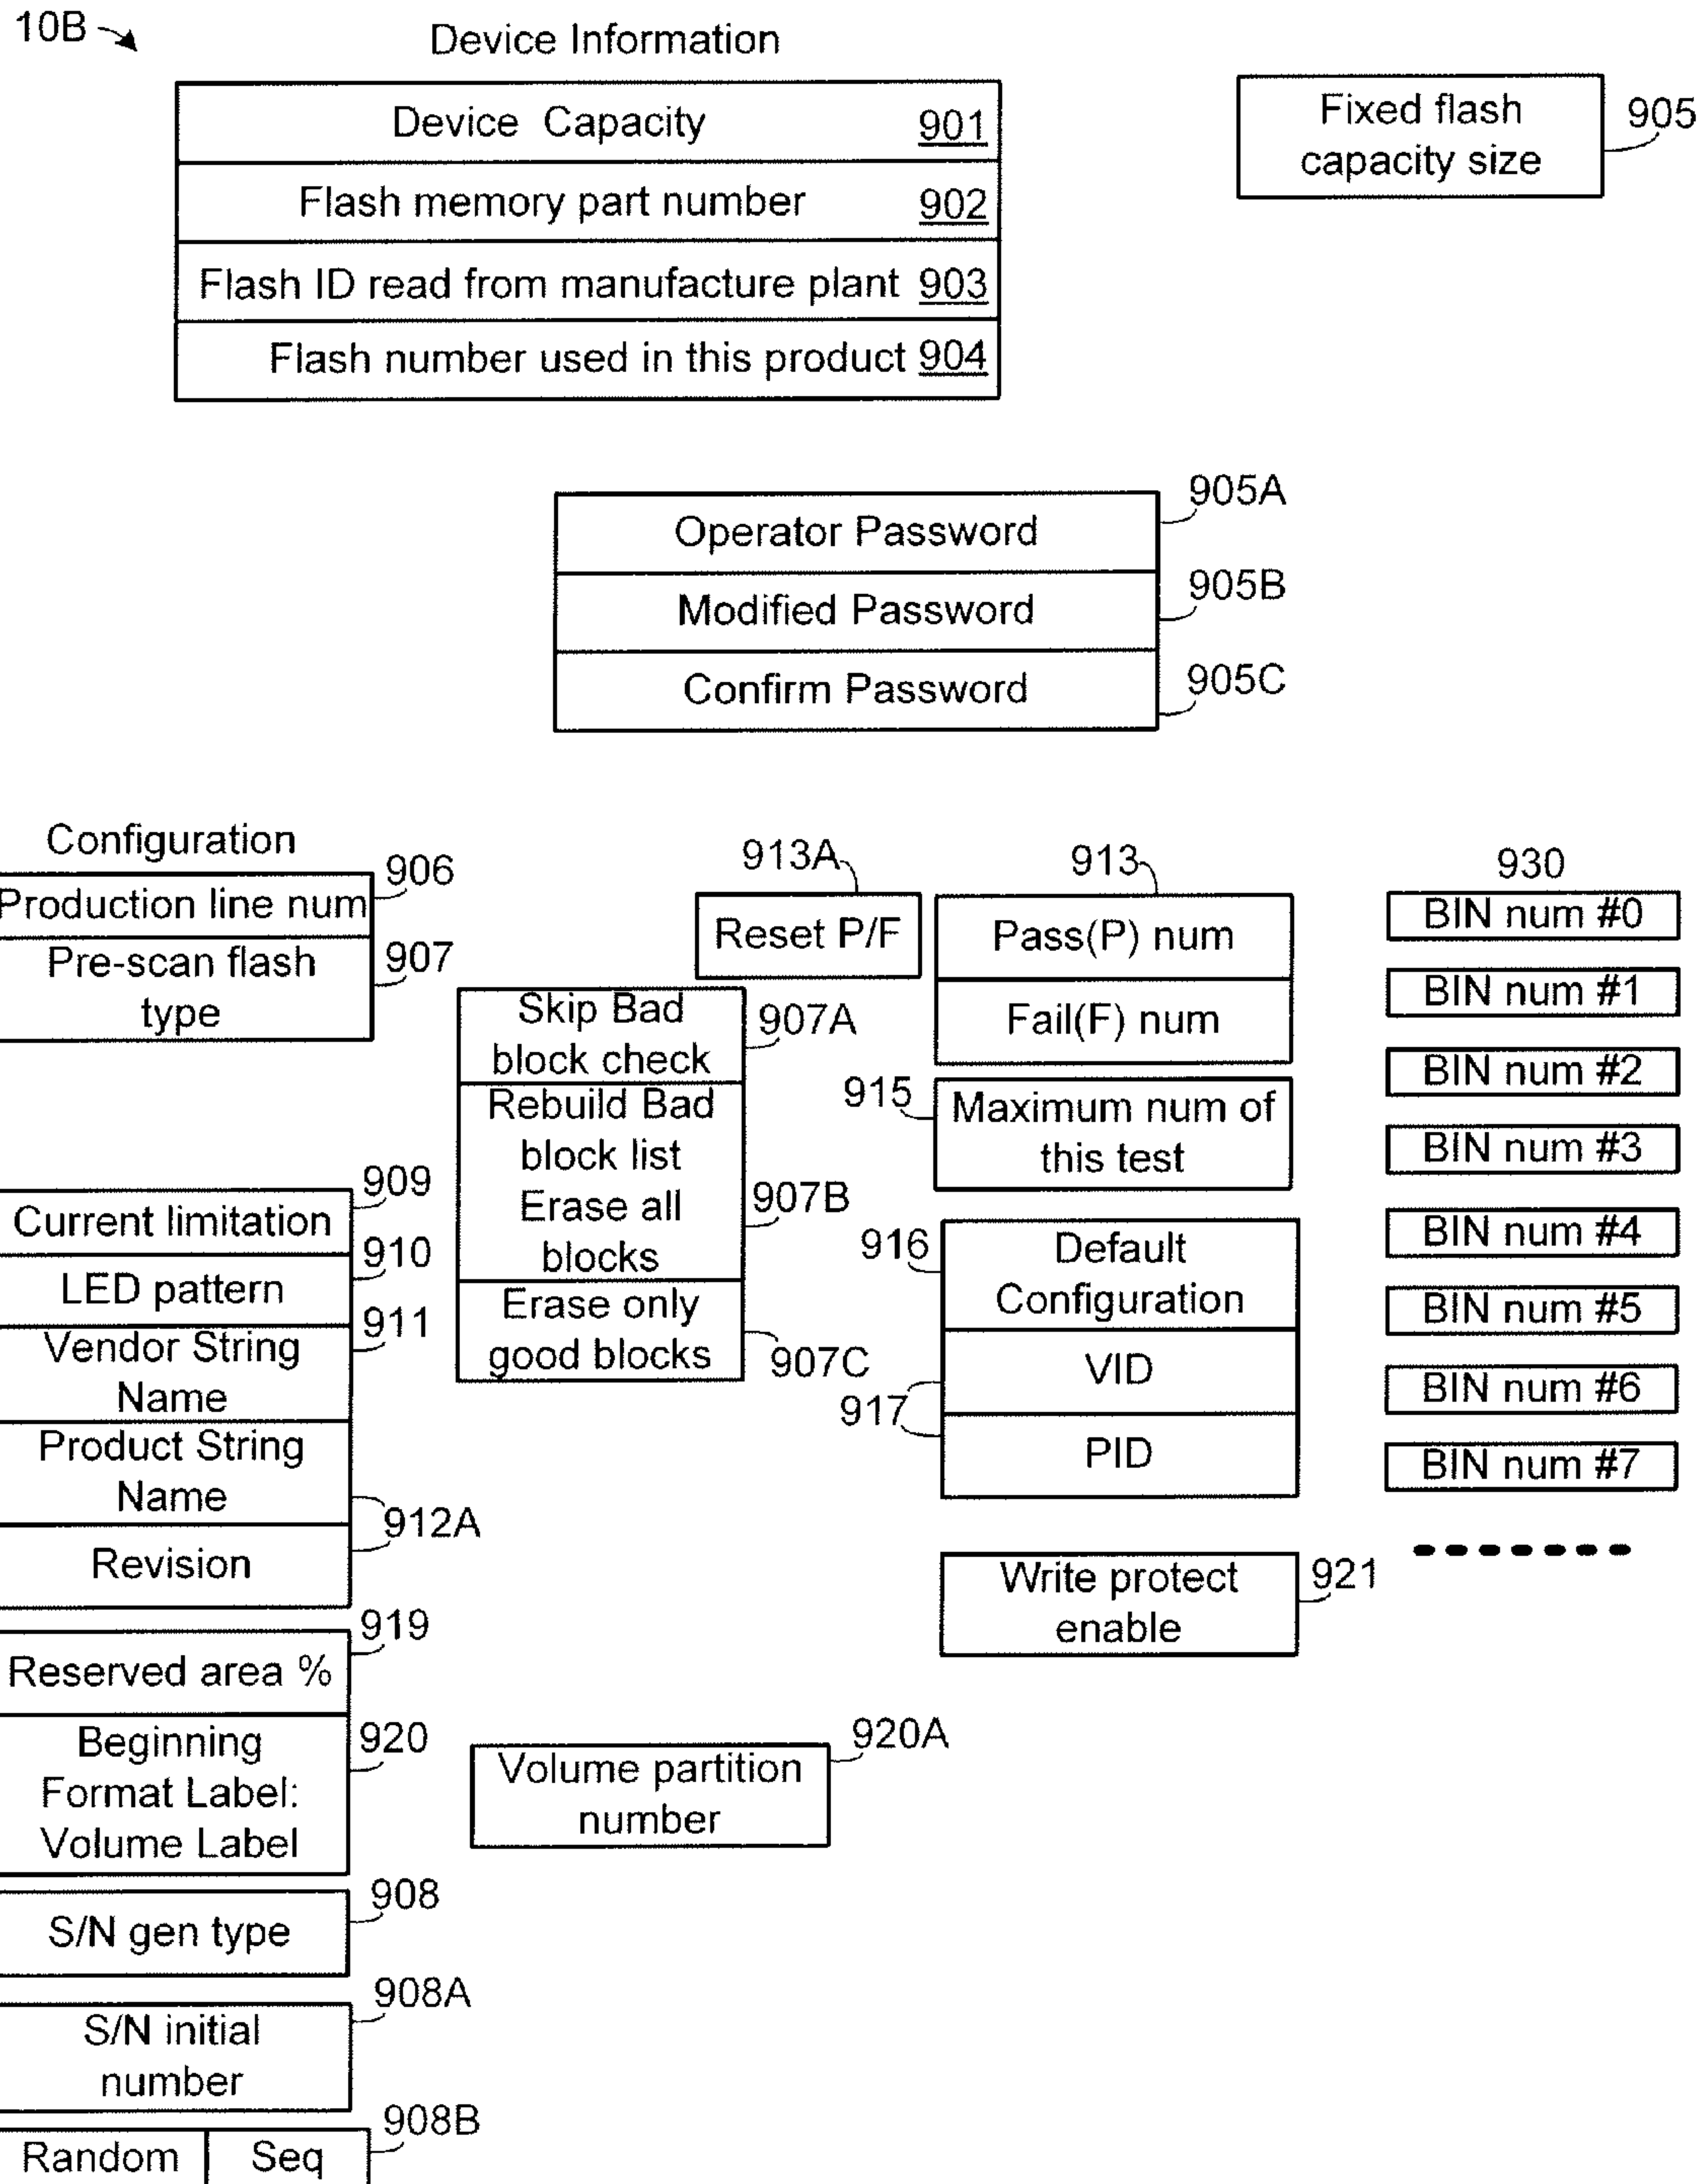 10B
Device Information
Device Capacity 901
Flash memory part number 902
Flash ID read from manufacture plant 903
Flash number used in this product 904
Fixed flash
capacity size
905
Operator Password
905A
Modified Password
905B
Confirm Password
905C
Configuration
Production line num
906
Pre-scan flash
type
907
Skip Bad
block check
907A
Rebuild Bad
block list
Erase all
blocks
907B
Erase only
good blocks
907C
913A
Reset P/F
913
Pass(P) num
Fail(F) num
915
Maximum num of
this test
916
Default
Configuration
917
VID
PID
Write protect
enable
921
930
BIN num #0
BIN num #1
BIN num #2
BIN num #3
BIN num #4
BIN num #5
BIN num #6
BIN num #7
Current limitation
909
LED pattern
910
Vendor String
Name
911
Product String
Name
912A
Revision
Reserved area %
919
Beginning
Format Label:
Volume Label
920
Volume partition
number
920A
S/N gen type
908
S/N initial
number
908A
Random Seq
908B